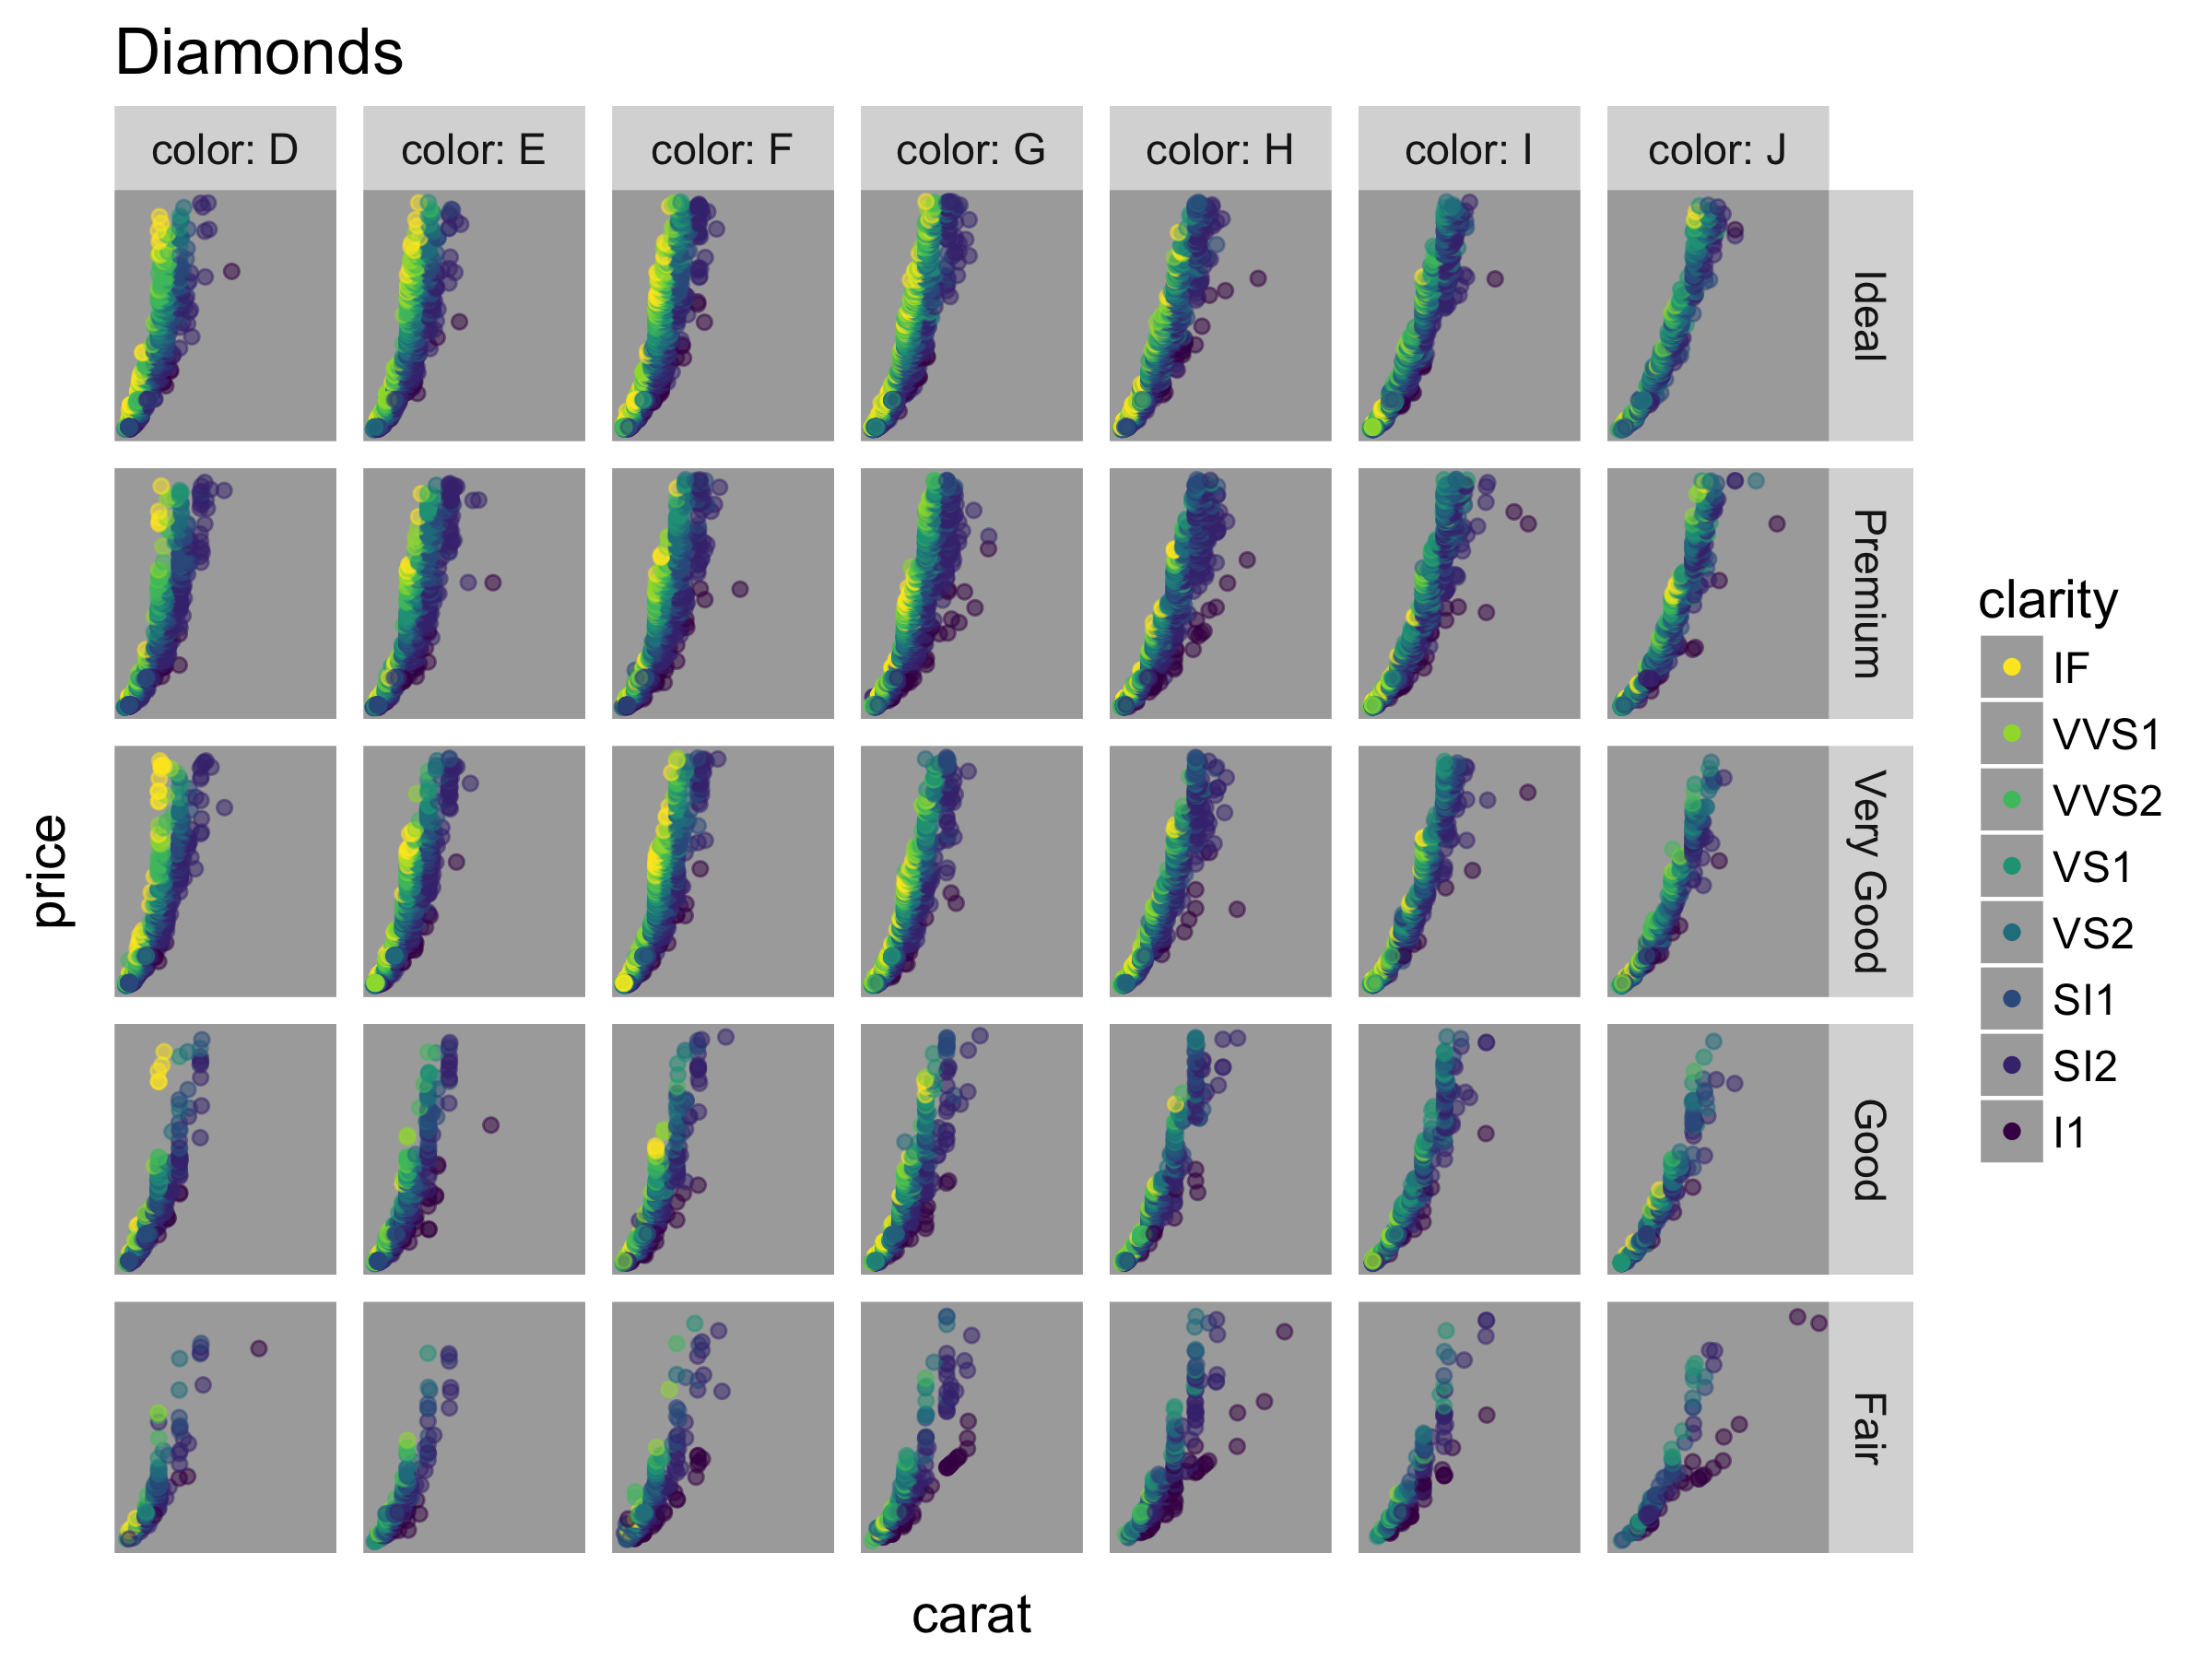 Diamonds
color: D
color: E
color: F
color: G
color: H
color: I
color: J
Ideal
Premium
Very Good
Good
Fair
price
carat
clarity
IF
VVS1
VVS2
VS1
VS2
SI1
SI2
I1